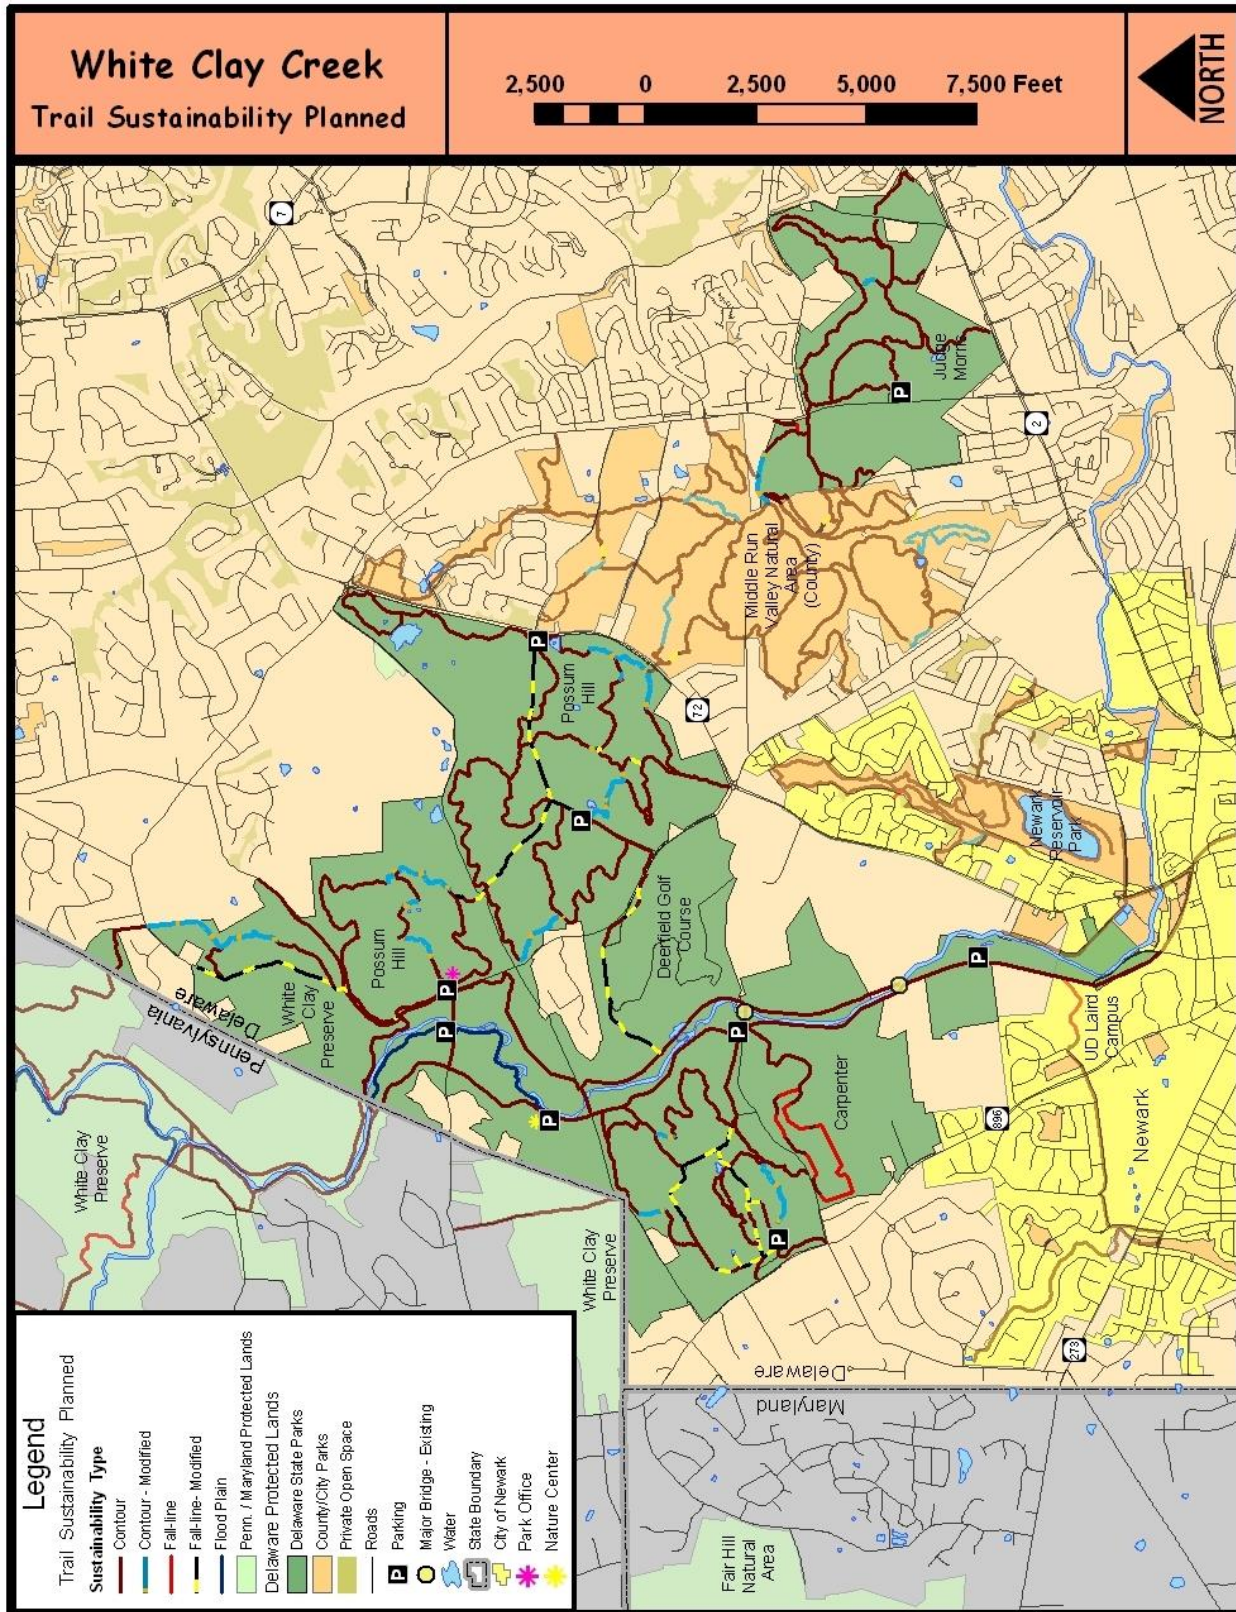 White Clay Creek
Trail Sustainability Planned
2,500 0 2,500 5,000 7,500 Feet
NORTH
7
Judge
Morris
2
Middle Run
Valley Natural
Area
(County)
Possum
Hill
72
Newark
Reservoir
Park
Deerfield Golf
Course
Possum
Hill
White
Clay
Preserve
Delaware
Pennsylvania
White Clay
Preserve
Carpenter
UD Laird
Campus
896
Newark
White Clay
Preserve
273
Delaware
Maryland
Fair Hill
Natural
Area
Legend
Trail Sustainability Planned
Sustainability Type
Contour
Contour - Modified
Fall-line
Fall-line- Modified
Flood Plain
Penn. / Maryland Protected Lands
Delaware Protected Lands
Delaware State Parks
County/City Parks
Private Open Space
Roads
P Parking
Major Bridge - Existing
Water
State Boundary
City of Newark
Park Office
Nature Center
P
P
P
P
P
P
P
P
P